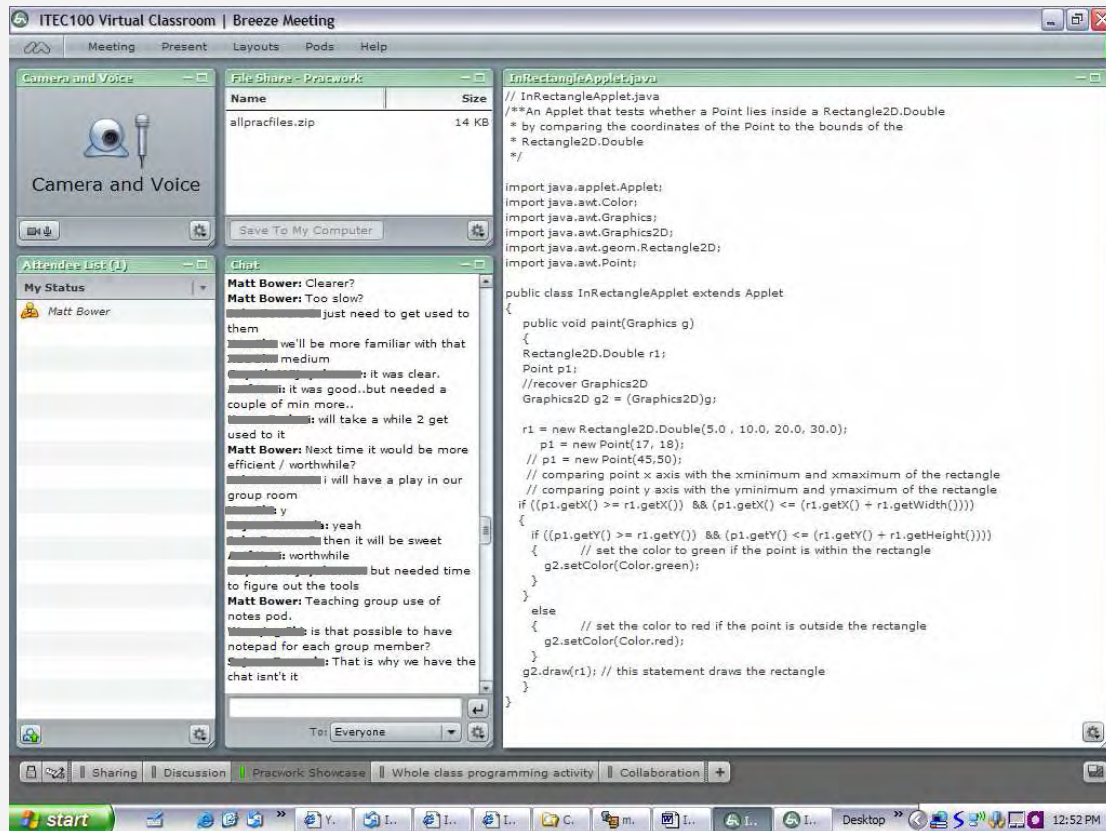 ITEC100 Virtual Classroom | Breeze Meeting
Meeting Present Layouts Pods Help
Camera and Voice
Camera and Voice
File Share - Pracwork
Name Size
allpracfiles.zip 14 KB
Save To My Computer
Attendee List (1)
My Status
Matt Bower
Chat
Matt Bower: Clearer?
Matt Bower: Too slow?
just need to get used to
them
we'll be more familiar with that
medium
: it was clear.
: it was good..but needed a
couple of min more..
: will take a while 2 get
used to it
Matt Bower: Next time it would be more
efficient / worthwhile?
i will have a play in our
group room
: y
: yeah
then it will be sweet
: worthwhile
but needed time
to figure out the tools
Matt Bower: Teaching group use of
notes pod.
: is that possible to have
notepad for each group member?
: That is why we have the
chat isnt't it
To: Everyone
InRectangleApplet.java
// InRectangleApplet.java
/**An Applet that tests whether a Point lies inside a Rectangle2D.Double
* by comparing the coordinates of the Point to the bounds of the
* Rectangle2D.Double
*/
import java.applet.Applet;
import java.awt.Color;
import java.awt.Graphics;
import java.awt.Graphics2D;
import java.awt.geom.Rectangle2D;
import java.awt.Point;
public class InRectangleApplet extends Applet
{
public void paint(Graphics g)
{
Rectangle2D.Double r1;
Point p1;
//recover Graphics2D
Graphics2D g2 = (Graphics2D)g;
r1 = new Rectangle2D.Double(5.0 , 10.0, 20.0, 30.0);
p1 = new Point(17, 18);
// p1 = new Point(45,50);
// comparing point x axis with the xminimum and xmaximum of the rectangle
// comparing point y axis with the yminimum and ymaximum of the rectangle
if ((p1.getX() >= r1.getX()) && (p1.getX() <= (r1.getX() + r1.getWidth())))
{
if ((p1.getY() >= r1.getY()) && (p1.getY() <= (r1.getY() + r1.getHeight())))
{ // set the color to green if the point is within the rectangle
g2.setColor(Color.green);
}
}
else
{ // set the color to red if the point is outside the rectangle
g2.setColor(Color.red);
}
g2.draw(r1); // this statement draws the rectangle
}
}
Sharing Discussion Pracwork Showcase Whole class programming activity Collaboration +
start Y.. I.. I.. I.. C. m. I.. I.. I.. Desktop 12:52 PM